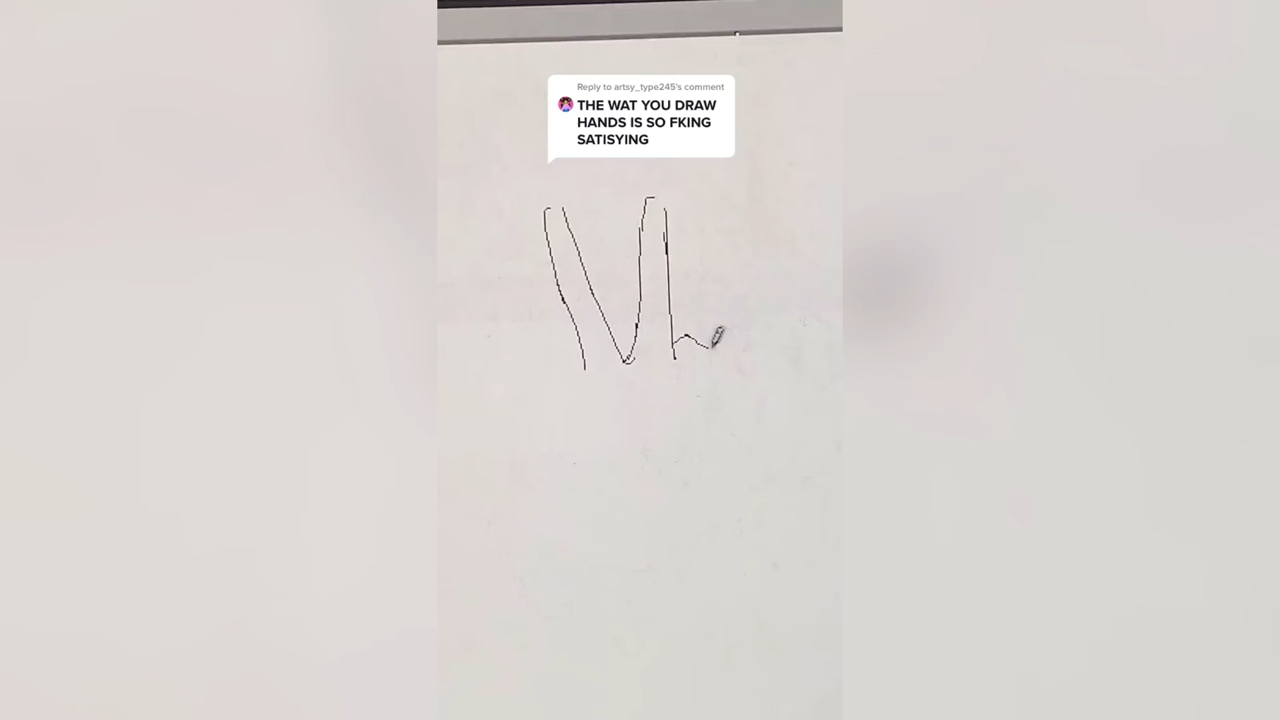 Reply to artsy_type245's comment
THE WAT YOU DRAW
HANDS IS SO FKING
SATISYING